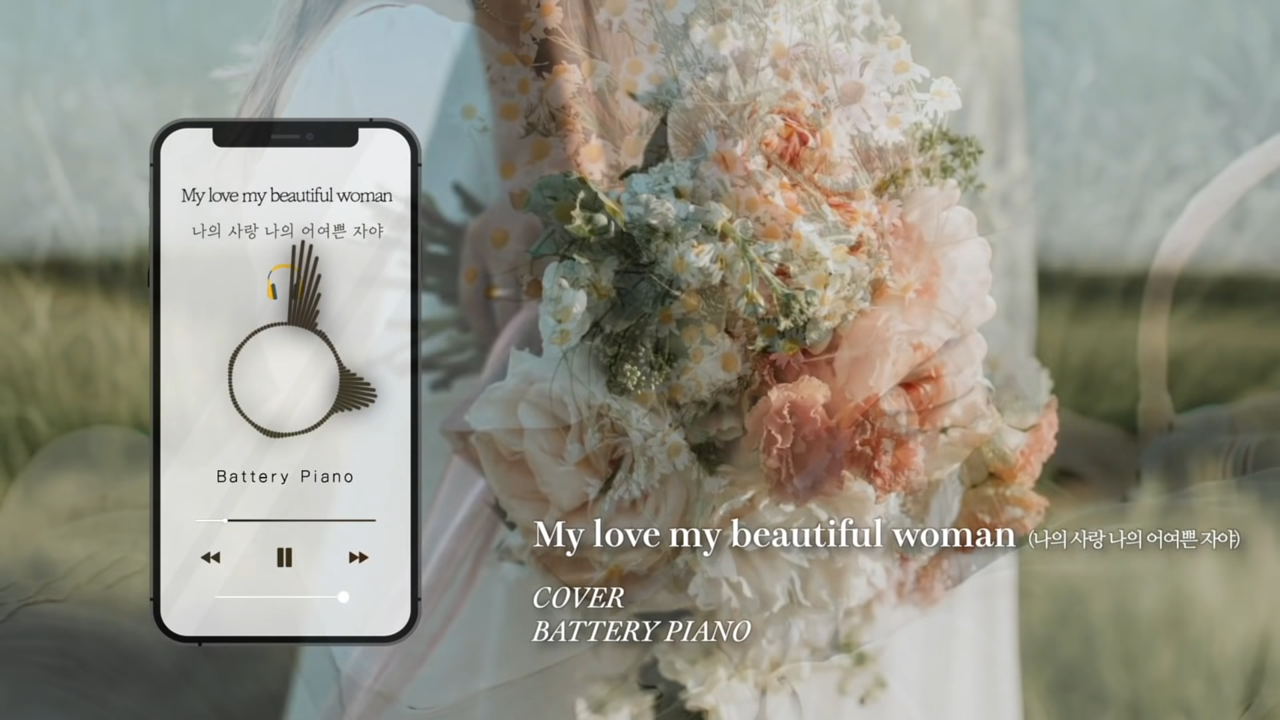 My love my beautiful woman
나의 사랑 나의 어여쁜 자야
Battery Piano
My love my beautiful woman (나의 사랑 나의 어여쁜 자야)
COVER
BATTERY PIANO